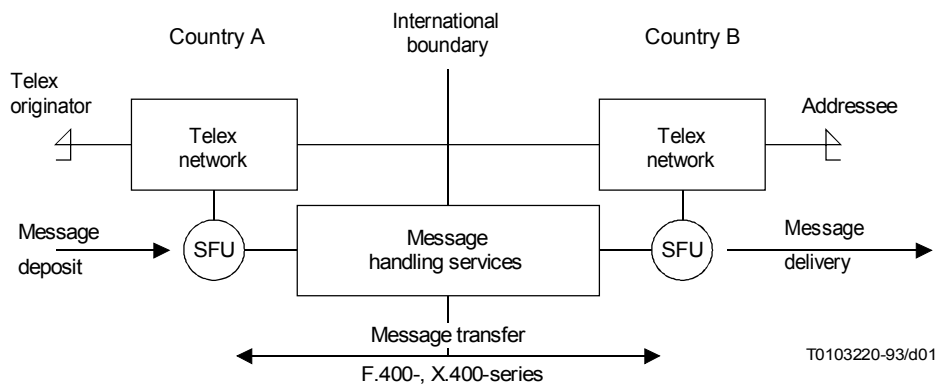 Country A
International
boundary
Country B
Telex
originator
Addressee
Telex
network
Telex
network
Message
deposit
SFU
Message
handling services
SFU
Message
delivery
Message transfer
F.400-, X.400-series
T0103220-93/d01